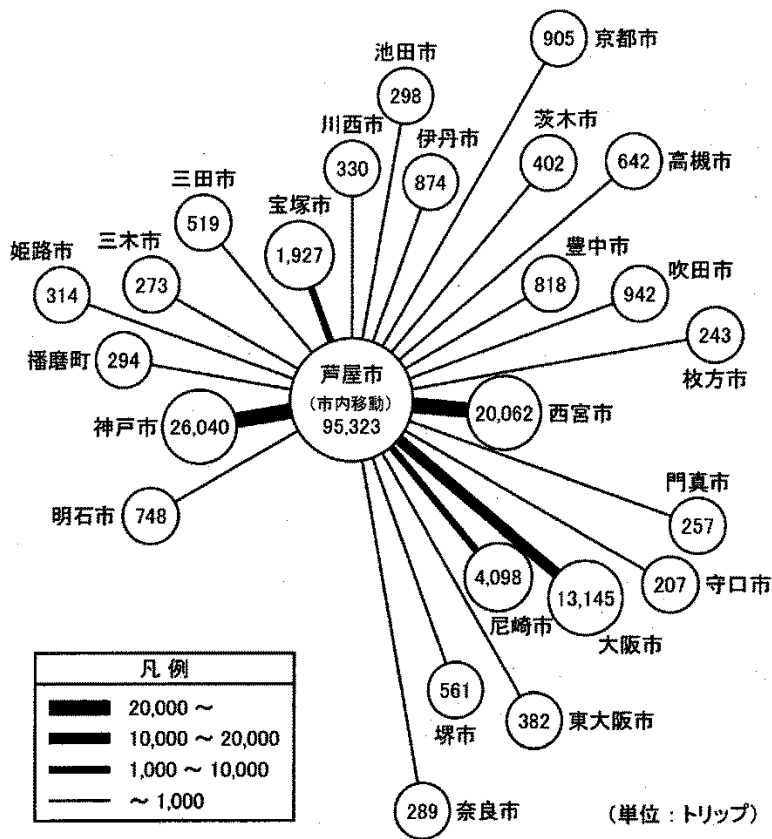 905
京都市
池田市
298
川西市
330
伊丹市
874
茨木市
402
642
高槻市
三田市
519
宝塚市
1,927
三木市
273
姫路市
314
豊中市
818
吹田市
942
243
枚方市
播磨町
294
芦屋市
(市内移動)
95,323
神戸市
26,040
20,062
西宮市
明石市
748
門真市
257
207
守口市
4,098
尼崎市
13,145
大阪市
561
堺市
382
東大阪市
289
奈良市
凡例
20,000 ～
10,000 ～ 20,000
1,000 ～ 10,000
～ 1,000
(単位：トリップ)